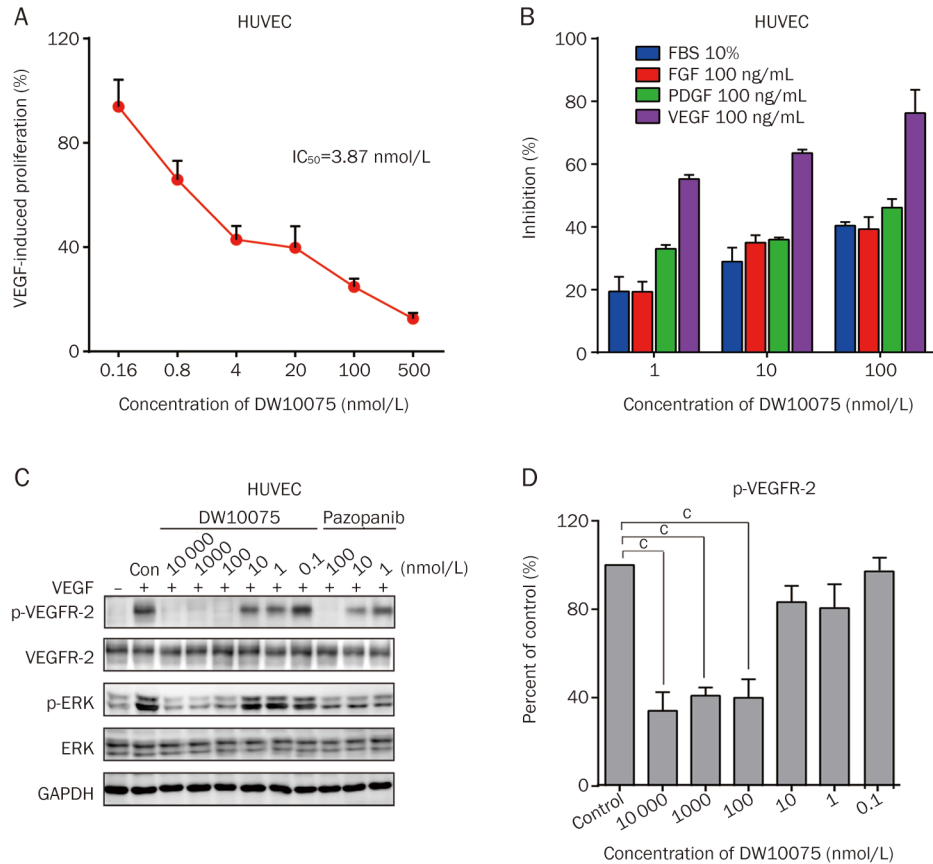 A
HUVEC
VEGF-induced proliferation (%)
120
80
40
0
IC₅₀=3.87 nmol/L
0.16 0.8 4 20 100 500
Concentration of DW10075 (nmol/L)
B
HUVEC
Inhibition (%)
100
80
60
40
20
0
FBS 10%
FGF 100 ng/mL
PDGF 100 ng/mL
VEGF 100 ng/mL
1 10 100
Concentration of DW10075 (nmol/L)
C
HUVEC
DW10075 Pazopanib
Con 10 000 1000 100 10 1 0.1 100 10 1 (nmol/L)
VEGF – + + + + + + + + + +
p-VEGFR-2
VEGFR-2
p-ERK
ERK
GAPDH
D
p-VEGFR-2
Percent of control (%)
120
80
40
0
c
c
c
Control 10 000 1000 100 10 1 0.1
Concentration of DW10075 (nmol/L)